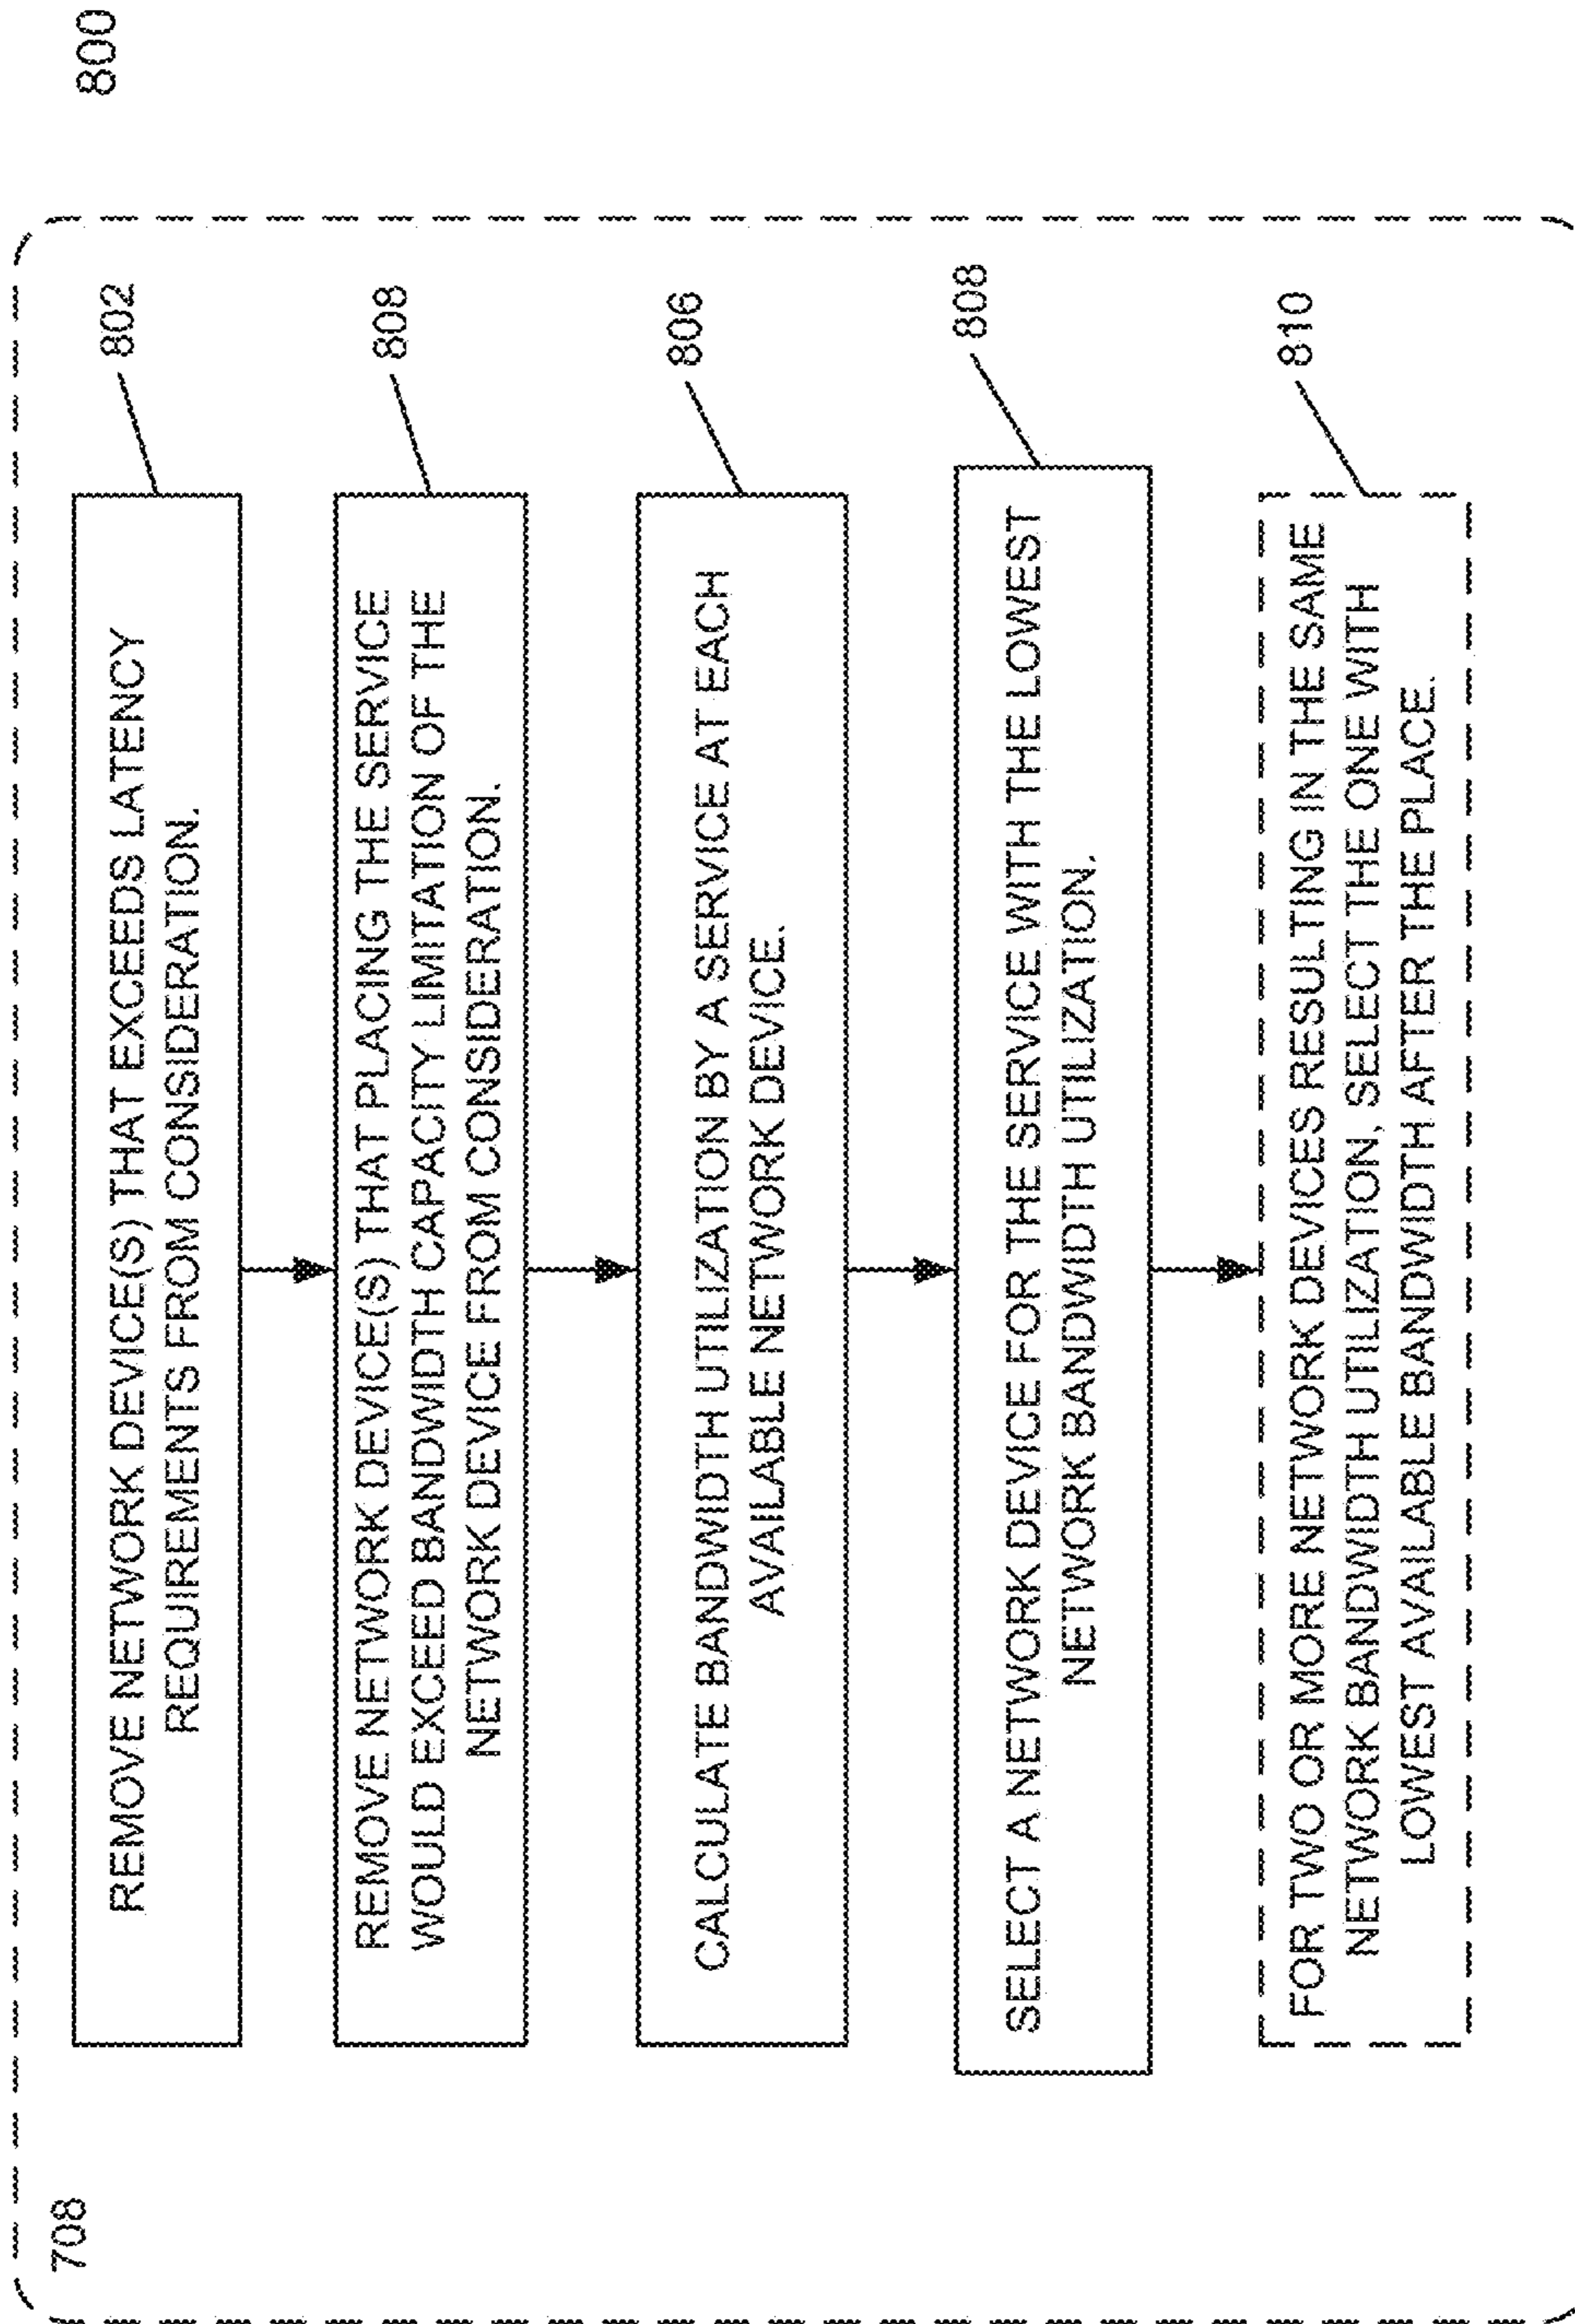 800
708
REMOVE NETWORK DEVICE(S) THAT EXCEEDS LATENCY
REQUIREMENTS FROM CONSIDERATION.
802
REMOVE NETWORK DEVICE(S) THAT PLACING THE SERVICE
WOULD EXCEED BANDWIDTH CAPACITY LIMITATION OF THE
NETWORK DEVICE FROM CONSIDERATION.
808
CALCULATE BANDWIDTH UTILIZATION BY A SERVICE AT EACH
AVAILABLE NETWORK DEVICE.
806
SELECT A NETWORK DEVICE FOR THE SERVICE WITH THE LOWEST
NETWORK BANDWIDTH UTILIZATION.
808
FOR TWO OR MORE NETWORK DEVICES RESULTING IN THE SAME
NETWORK BANDWIDTH UTILIZATION, SELECT THE ONE WITH
LOWEST AVAILABLE BANDWIDTH AFTER THE PLACE.
810